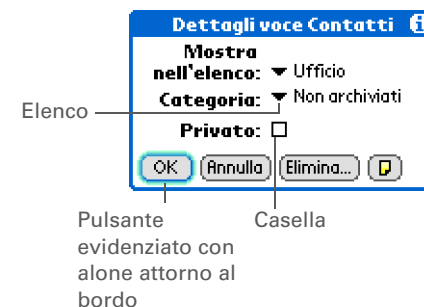 Dettagli voce Contatti
Mostra
nell'elenco: Ufficio
Categoria: Non archiviati
Elenco
Privato:
OK Annulla Elimina...
Pulsante
evidenziato con
alone attorno al
bordo
Casella